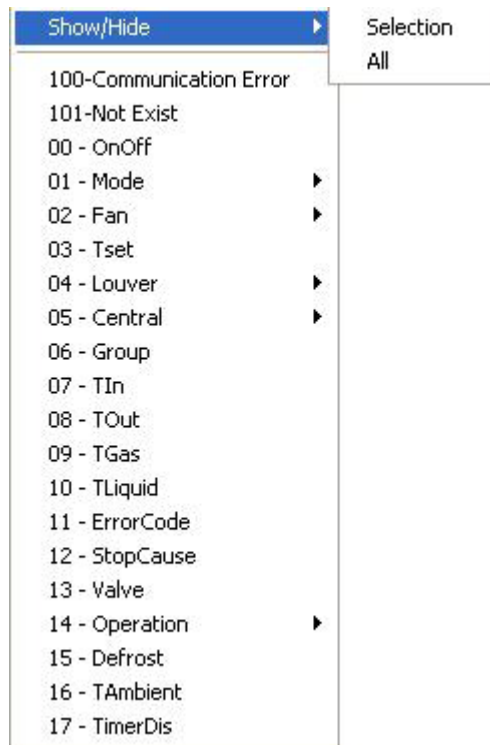 Show/Hide
Selection
All
100-Communication Error
101-Not Exist
00 - OnOff
01 - Mode
02 - Fan
03 - Tset
04 - Louver
05 - Central
06 - Group
07 - TIn
08 - TOut
09 - TGas
10 - TLiquid
11 - ErrorCode
12 - StopCause
13 - Valve
14 - Operation
15 - Defrost
16 - TAmbient
17 - TimerDis